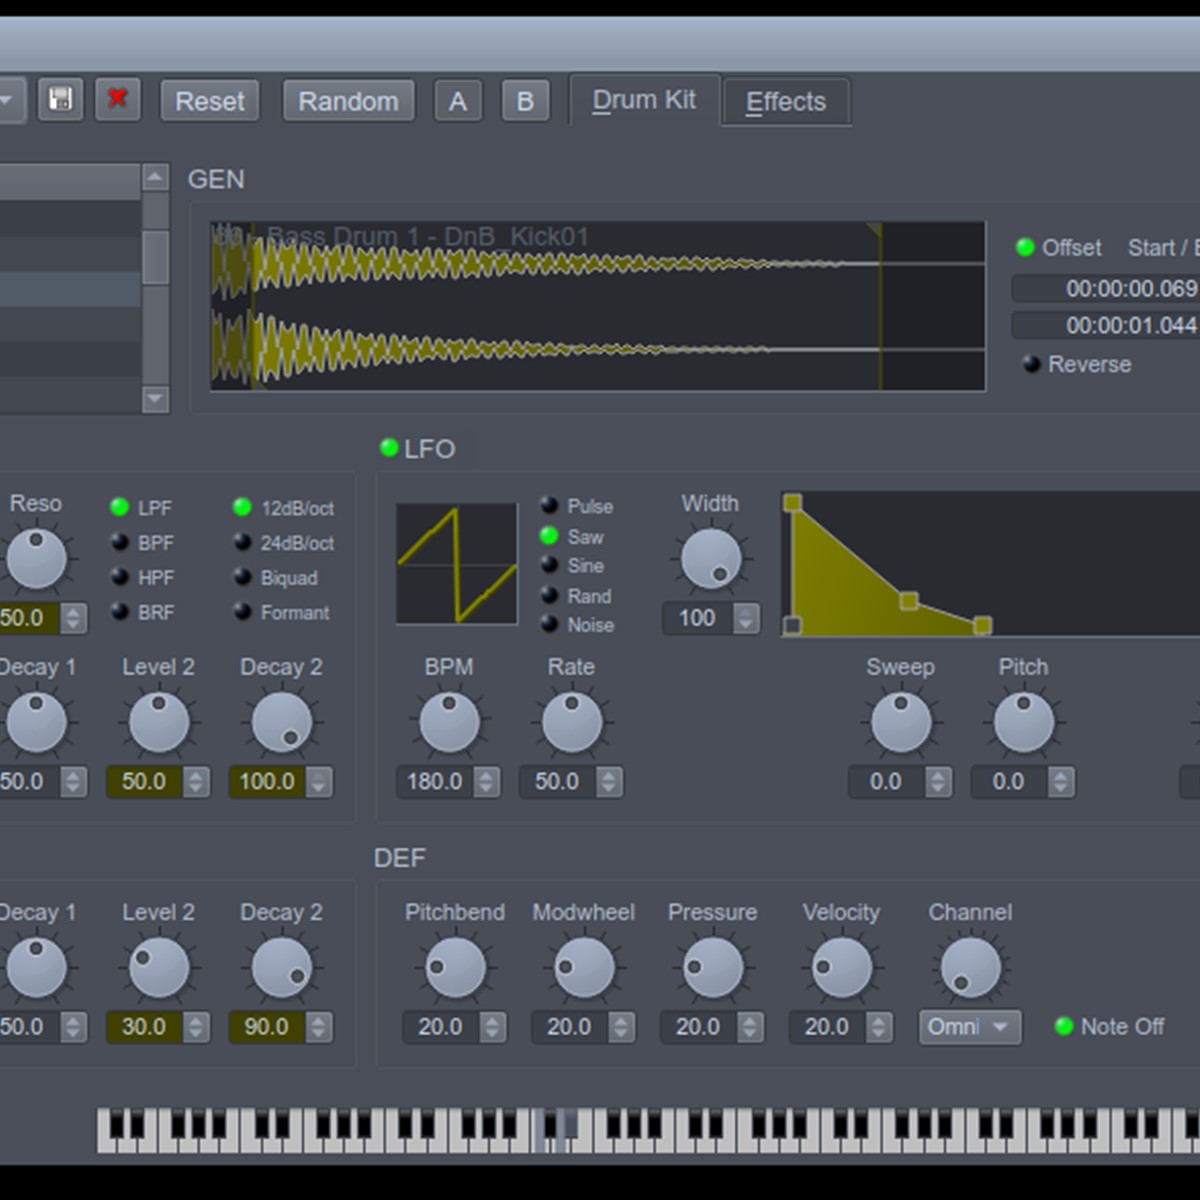 Reset Random A B Drum Kit Effects
GEN
Bass Drum 1 - DnB_Kick01
Offset Start /
00:00:00.069
00:00:01.044
Reverse
LFO
Reso LPF 12dB/oct Pulse Width
BPF 24dB/oct Saw
HPF Biquad Sine
BRF Formant Rand
50.0 Noise 100
Decay 1 Level 2 Decay 2 BPM Rate Sweep Pitch
50.0 50.0 100.0 180.0 50.0 0.0 0.0
DEF
Decay 1 Level 2 Decay 2 Pitchbend Modwheel Pressure Velocity Channel
50.0 30.0 90.0 20.0 20.0 20.0 20.0 Omni Note Off